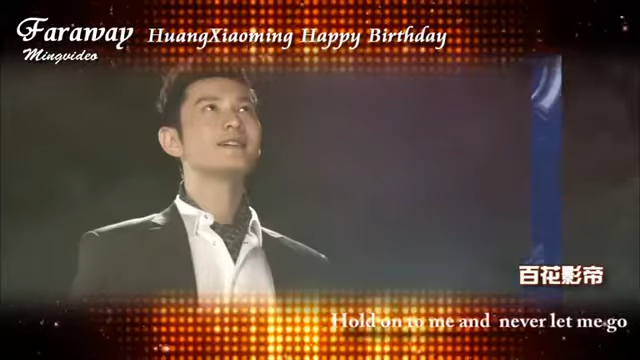 Faraway HuangXiaoming Happy Birthday
Mingvideo
百花影帝
Hold on to me and never let me go